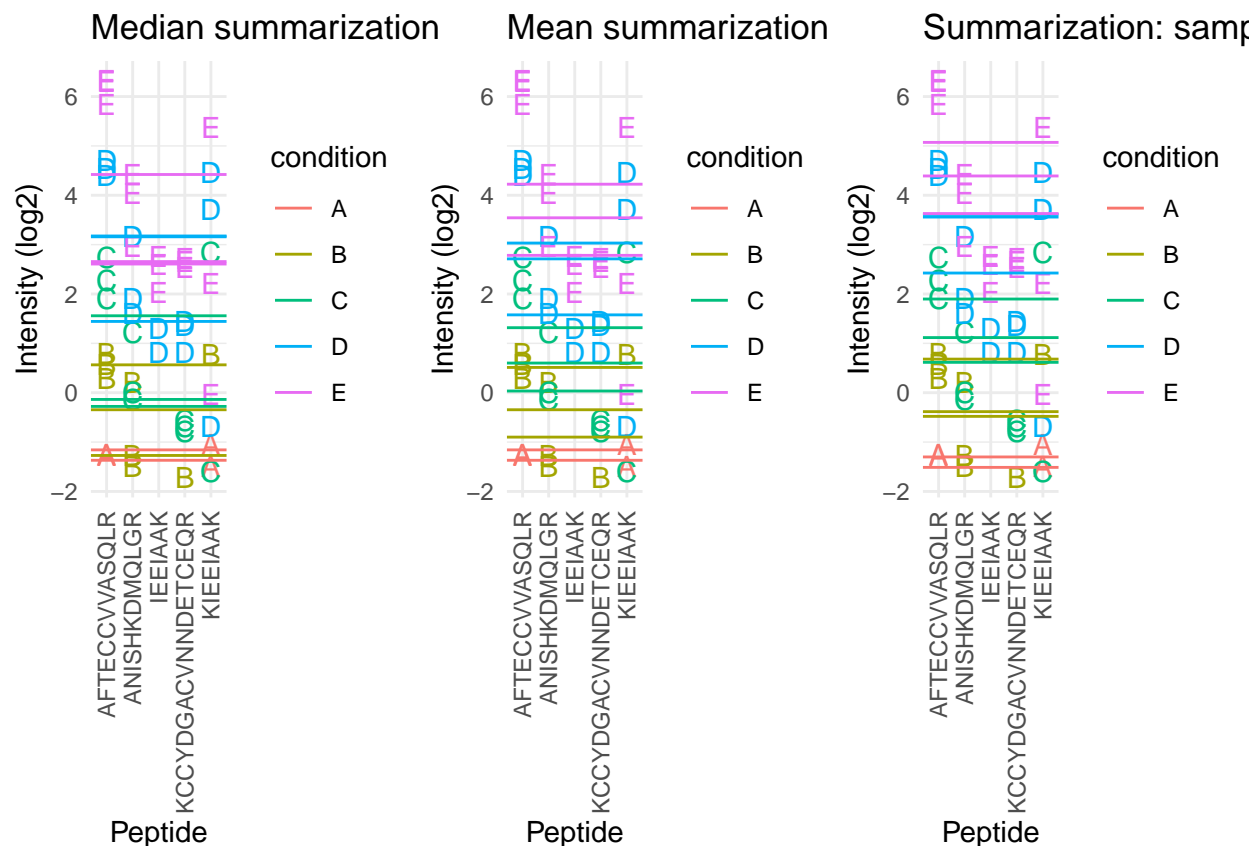 Median summarization
Mean summarization
Summarization: samp
Intensity (log2)
6
4
2
0
−2
E
E
E
D
D
D
C
C
C
B
B
B
A
E
E
E
D
D
D
C
C
C
B
B
B
E
E
E
D
D
E
E
E
D
D
D
C
C
C
B
E
D
D
C
E
B
E
D
A
A
C
AFTECCVVASQLR
ANISHKDMQLGR
IEEIAAK
KCCYDGACVNNDETCEQR
KIEEIAAK
Peptide
condition
A
B
C
D
E
Intensity (log2)
6
4
2
0
−2
E
E
E
D
D
D
C
C
C
B
B
B
A
E
E
E
D
D
D
C
C
C
B
B
B
E
E
E
D
D
E
E
E
D
D
D
C
C
C
B
E
D
D
C
E
B
E
D
A
A
C
AFTECCVVASQLR
ANISHKDMQLGR
IEEIAAK
KCCYDGACVNNDETCEQR
KIEEIAAK
Peptide
condition
A
B
C
D
E
Intensity (log2)
6
4
2
0
−2
E
E
E
D
D
D
C
C
C
B
B
B
A
E
E
E
D
D
D
C
C
C
B
B
B
E
E
E
D
D
E
E
E
D
D
D
C
C
C
B
E
D
D
C
E
B
E
D
A
A
C
AFTECCVVASQLR
ANISHKDMQLGR
IEEIAAK
KCCYDGACVNNDETCEQR
KIEEIAAK
Peptide
condition
A
B
C
D
E